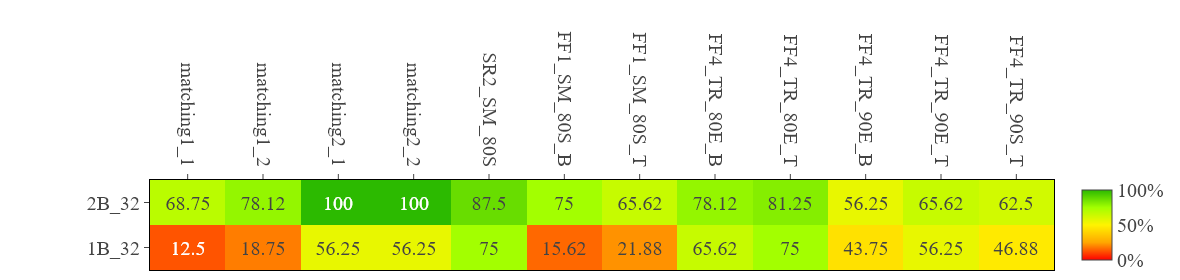 matching1_1 matching1_2 matching2_1 matching2_2 SR2_SM_80S FF1_SM_80S_B FF1_SM_80S_T FF4_TR_80E_B FF4_TR_80E_T FF4_TR_90E_B FF4_TR_90E_T FF4_TR_90S_T
2B_32 68.75 78.12 100 100 87.5 75 65.62 78.12 81.25 56.25 65.62 62.5
1B_32 12.5 18.75 56.25 56.25 75 15.62 21.88 65.62 75 43.75 56.25 46.88
100%
50%
0%